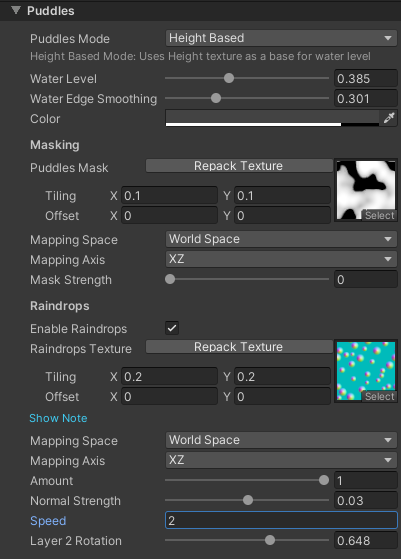 Puddles
Puddles Mode Height Based
Height Based Mode: Uses Height texture as a base for water level
Water Level 0.385
Water Edge Smoothing 0.301
Color
Masking
Puddles Mask Repack Texture
Tiling X 0.1 Y 0.1
Offset X 0 Y 0
Select
Mapping Space World Space
Mapping Axis XZ
Mask Strength 0
Raindrops
Enable Raindrops
Raindrops Texture Repack Texture
Tiling X 0.2 Y 0.2
Offset X 0 Y 0
Select
Show Note
Mapping Space World Space
Mapping Axis XZ
Amount 1
Normal Strength 0.03
Speed 2
Layer 2 Rotation 0.648